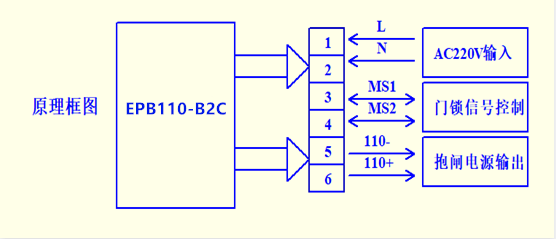 L
1
N
AC220V输入
2
原理框图
EPB110-B2C
3
MS1
门锁信号控制
4
MS2
5
110-
抱闸电源输出
6
110+